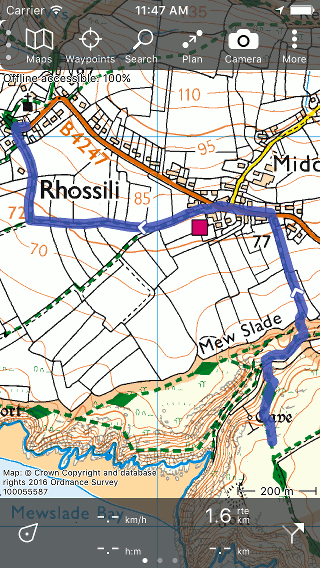 Carrier 11:47 AM
Maps Waypoints Search Plan Camera More
Offline accessible: 100%
110
B4247
95
Midd
Rhossili
85
72
77
70
Mew Slade
Cave
Map: © Crown Copyright and database
rights 2016 Ordnance Survey
100055587
200 m
Mewslade Bay
-.- km/h 1.6 rte km
-.- h:m -.- km